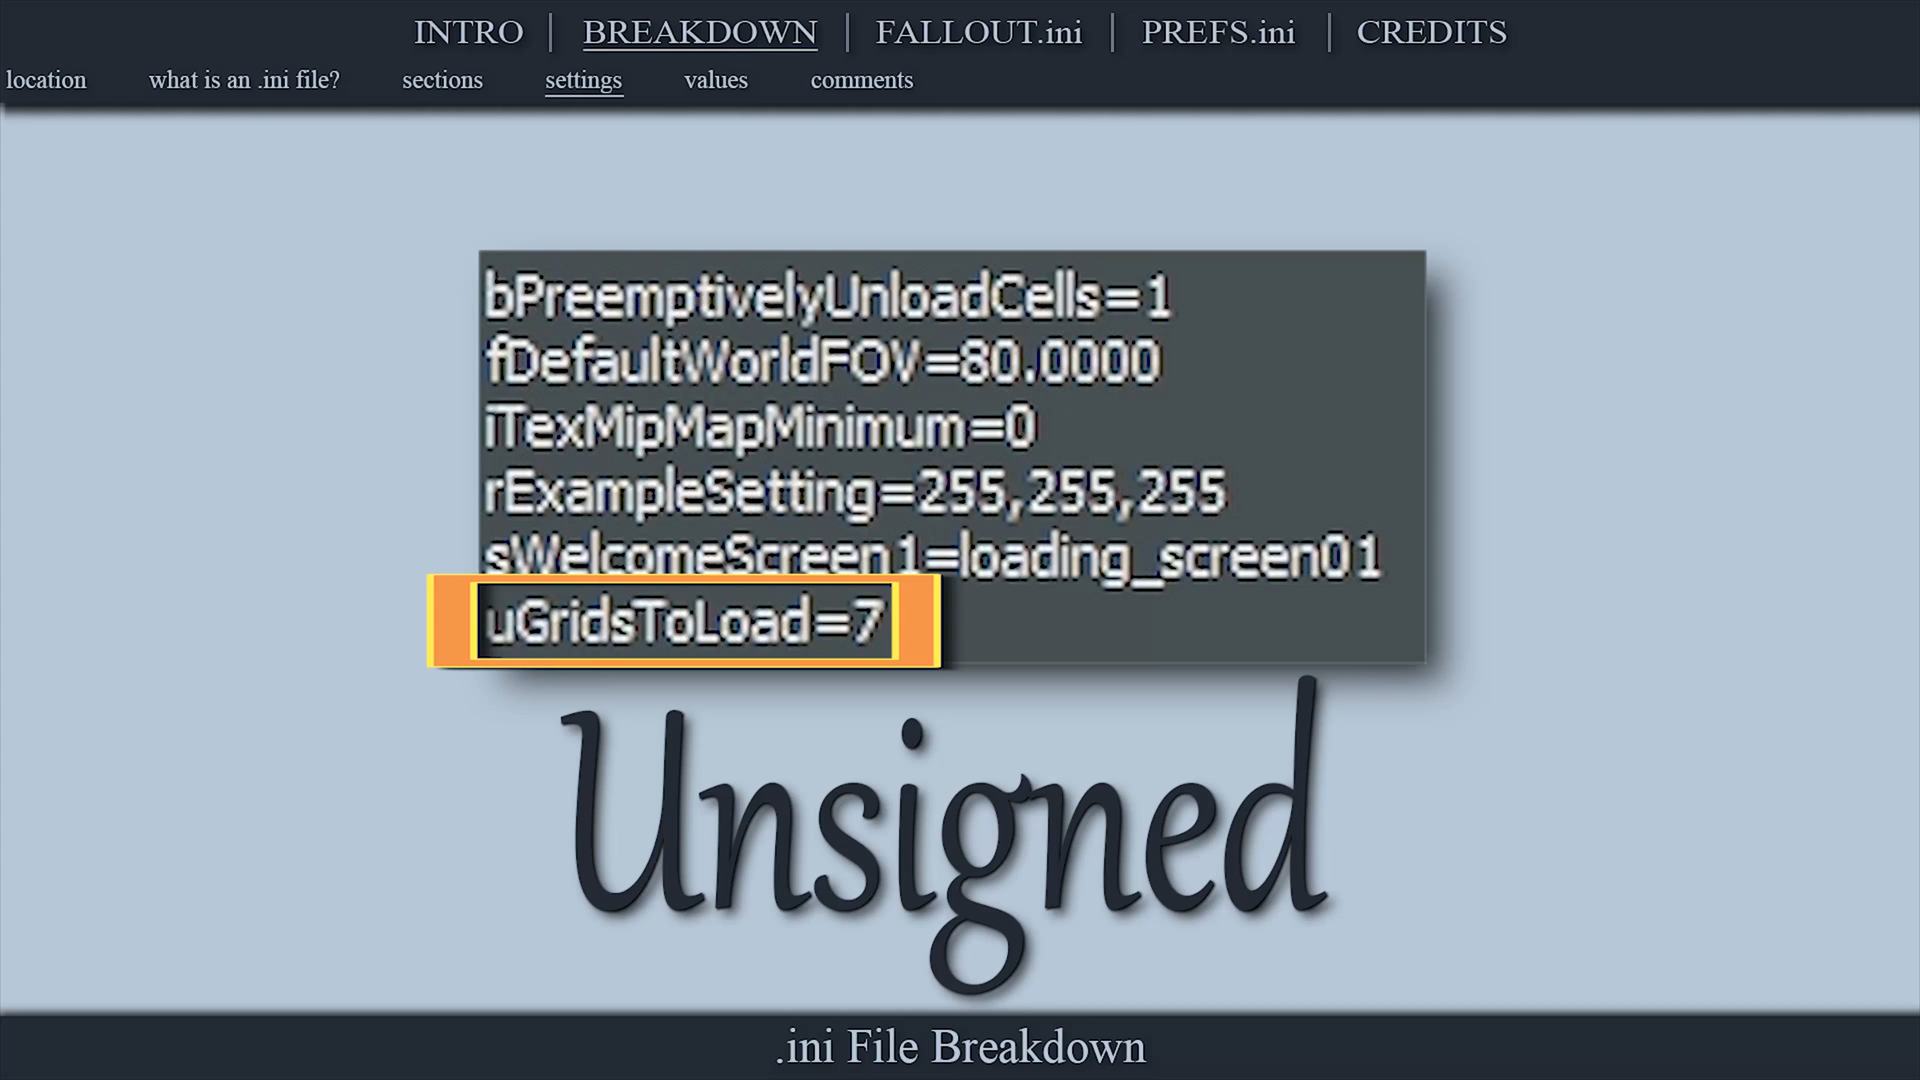 INTRO | BREAKDOWN | FALLOUT.ini | PREFS.ini | CREDITS
location what is an .ini file? sections settings values comments
bPreemptivelyUnloadCells=1
fDefaultWorldFOV=80.0000
iTexMipMapMinimum=0
rExampleSetting=255,255,255
sWelcomeScreen1=loading_screen01
uGridsToLoad=7
Unsigned
.ini File Breakdown